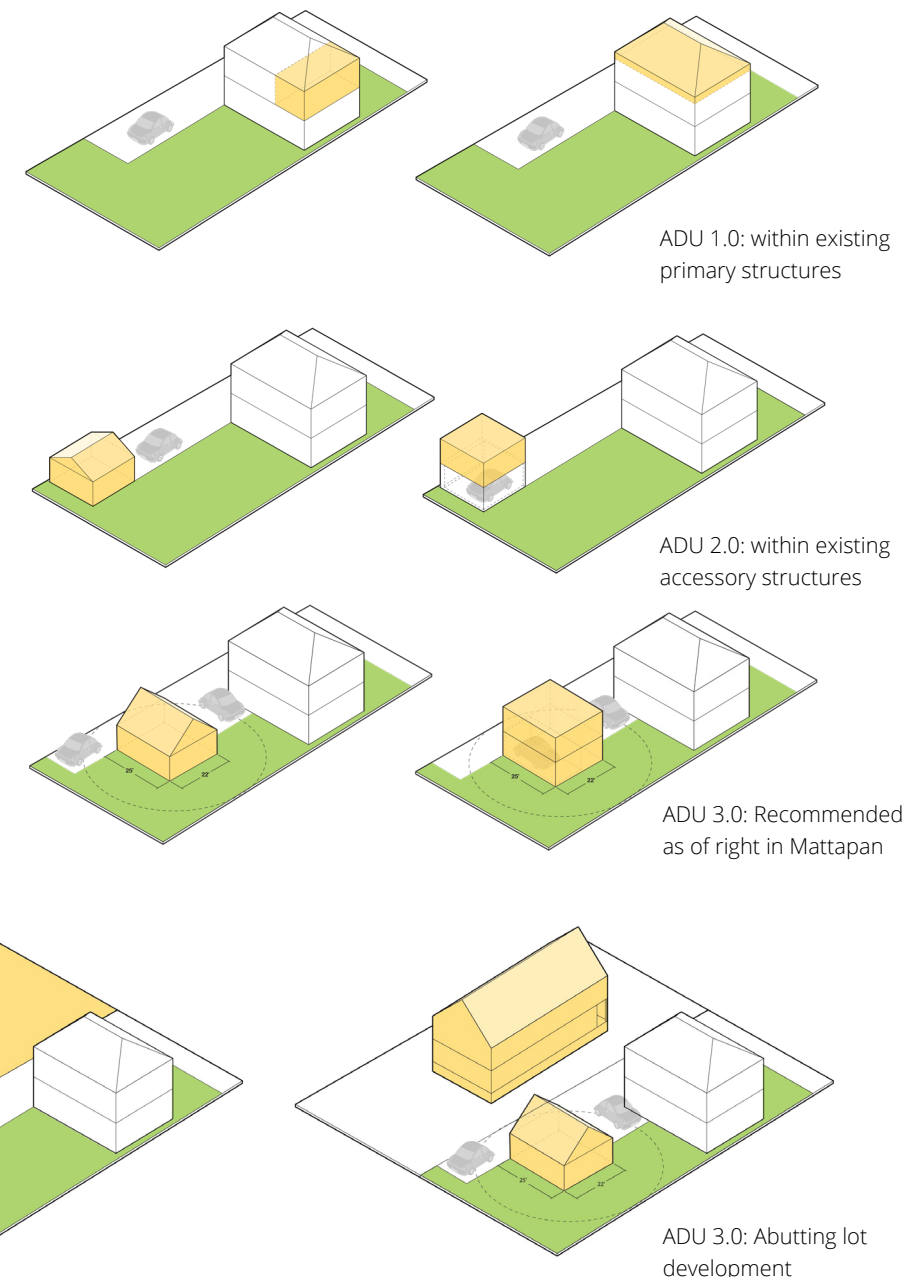 ADU 1.0: within existing
primary structures
ADU 2.0: within existing
accessory structures
25' 22'
25' 22'
ADU 3.0: Recommended
as of right in Mattapan
25' 22'
ADU 3.0: Abutting lot
development